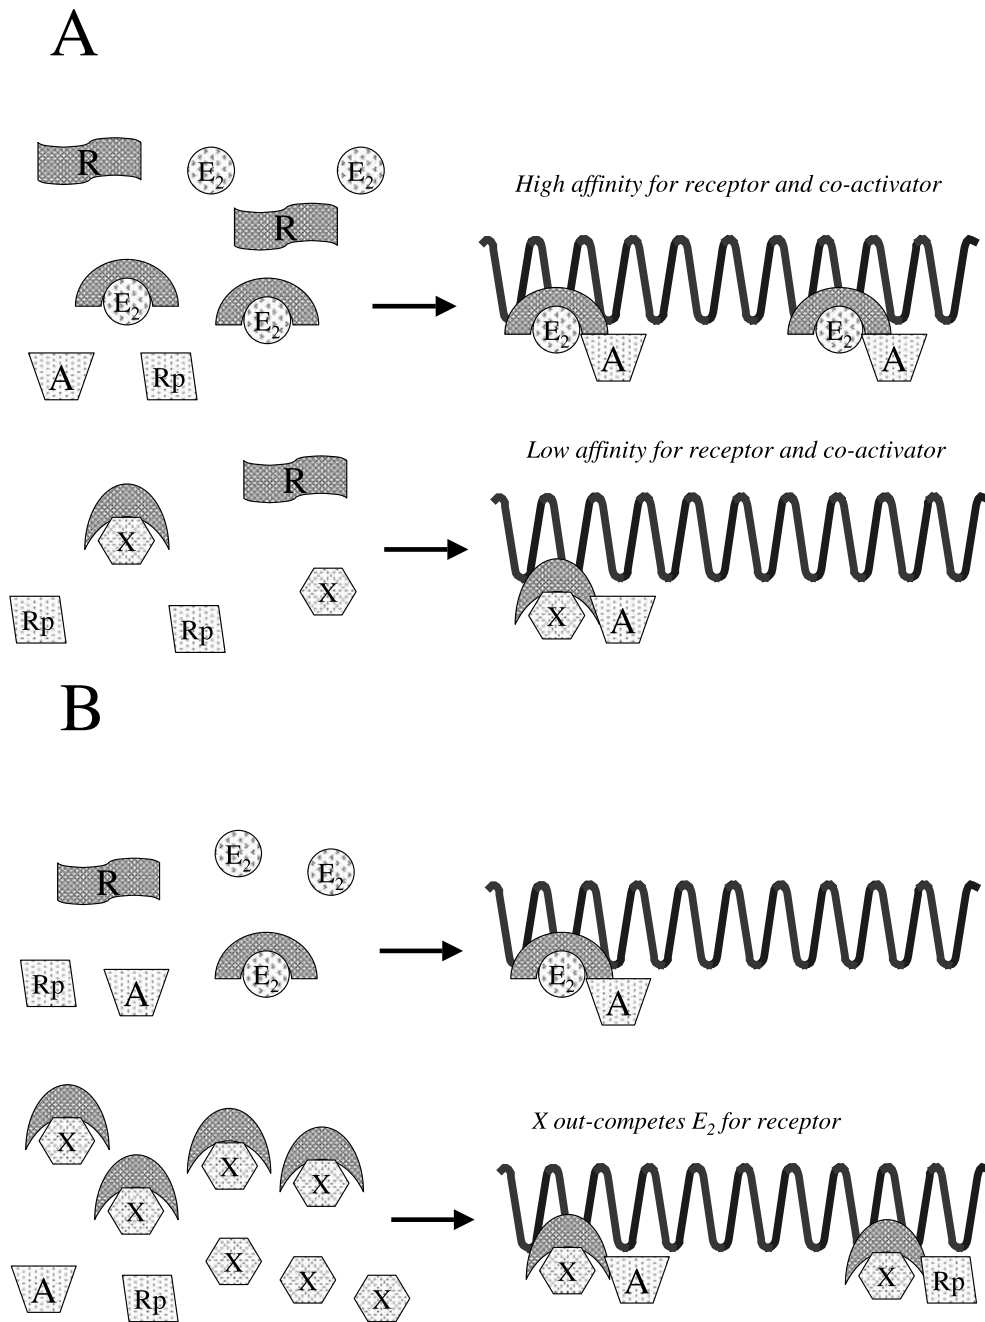 A
R
E2
E2
R
High affinity for receptor and co-activator
E2
E2
E2
A
E2
A
A
Rp
Low affinity for receptor and co-activator
R
X
X
Rp
Rp
X
A
B
E2
E2
R
E2
Rp
A
E2
A
X out-competes E2 for receptor
X
X
X
X
X
X
X
A
Rp
X
A
X
Rp